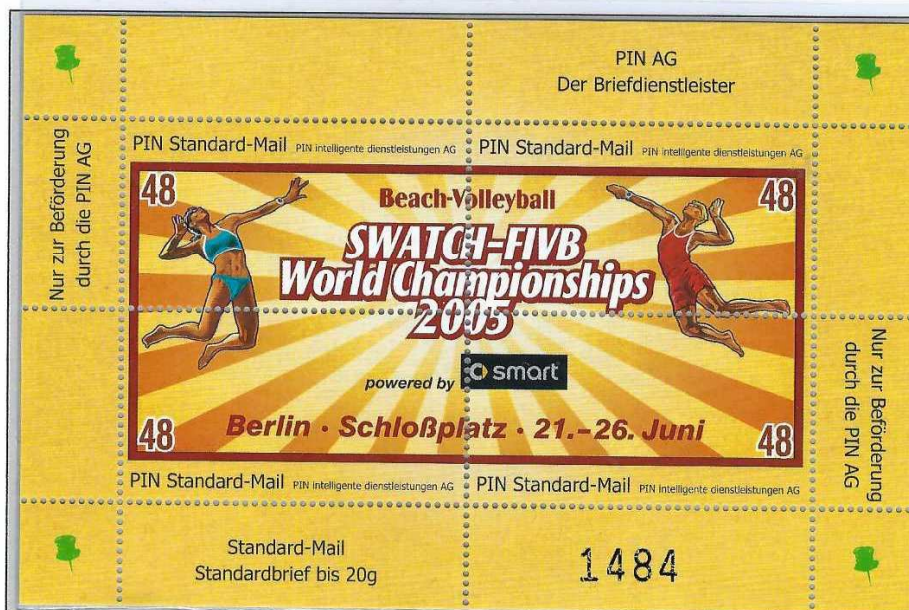 PIN AG
Der Briefdienstleister
Nur zur Beförderung
durch die PIN AG
PIN Standard-Mail PIN intelligente dienstleistungen AG
PIN Standard-Mail PIN intelligente dienstleistungen AG
48
48
Beach-Volleyball
SWATCH-FIVB
World Championships
2005
powered by smart
Berlin · Schloßplatz · 21.-26. Juni
48
48
Nur zur Beförderung
durch die PIN AG
PIN Standard-Mail PIN intelligente dienstleistungen AG
PIN Standard-Mail PIN intelligente dienstleistungen AG
Standard-Mail
Standardbrief bis 20g
1484